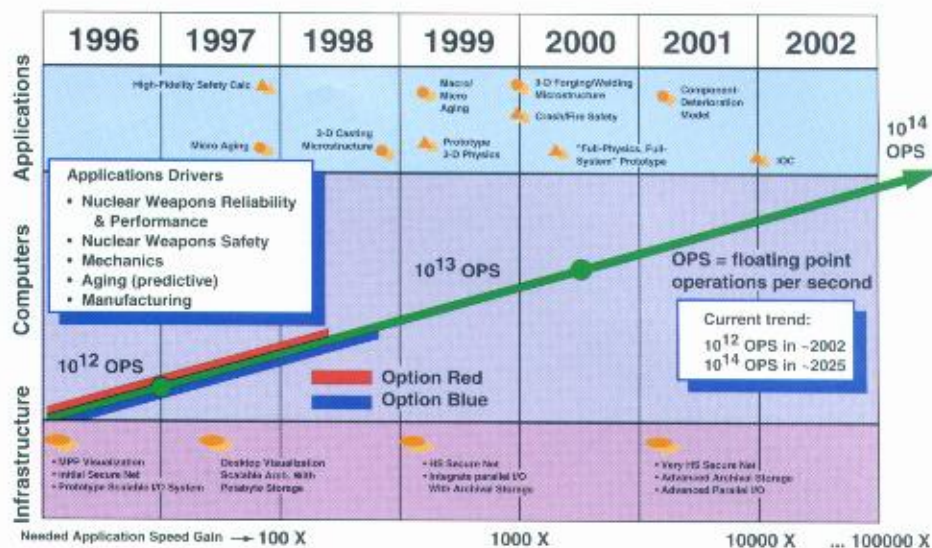 1996 1997 1998 1999 2000 2001 2002
Applications
High-Fidelity Safety Calc
Micro Aging
3-D Casting
Microstructure
Macro/
Micro
Aging
Prototype
3-D Physics
3-D Forging/Welding
Microstructure
Crash/Fire Safety
"Full-Physics, Full-
System" Prototype
Component
Deterioration
Model
IOC
10¹⁴
OPS
Computers
Applications Drivers
• Nuclear Weapons Reliability
& Performance
• Nuclear Weapons Safety
• Mechanics
• Aging (predictive)
• Manufacturing
10¹² OPS
10¹³ OPS
Option Red
Option Blue
OPS = floating point
operations per second
Current trend:
10¹² OPS in ~2002
10¹⁴ OPS in ~2025
Infrastructure
• MPP Visualization
• Initial Secure Net
• Prototype Scalable I/O System
Desktop Visualization
Scalable Arch. With
Petabyte Storage
• HS Secure Net
• Integrate parallel I/O
With Archival Storage
• Very HS Secure Net
• Advanced Archival Storage
• Advanced Parallel I/O
Needed Application Speed Gain → 100 X 1000 X 10000 X ... 100000 X